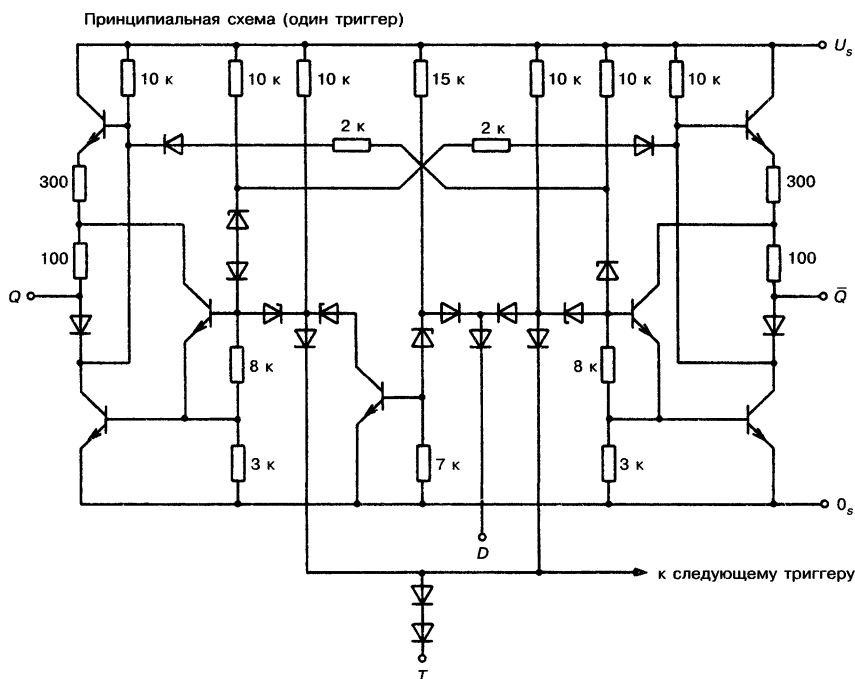 Принципиальная схема (один триггер)
U_s
10 к
10 к
10 к
15 к
10 к
10 к
10 к
2 к
2 к
300
300
100
100
Q
Q̄
8 к
8 к
3 к
7 к
3 к
0_s
D
к следующему триггеру
T